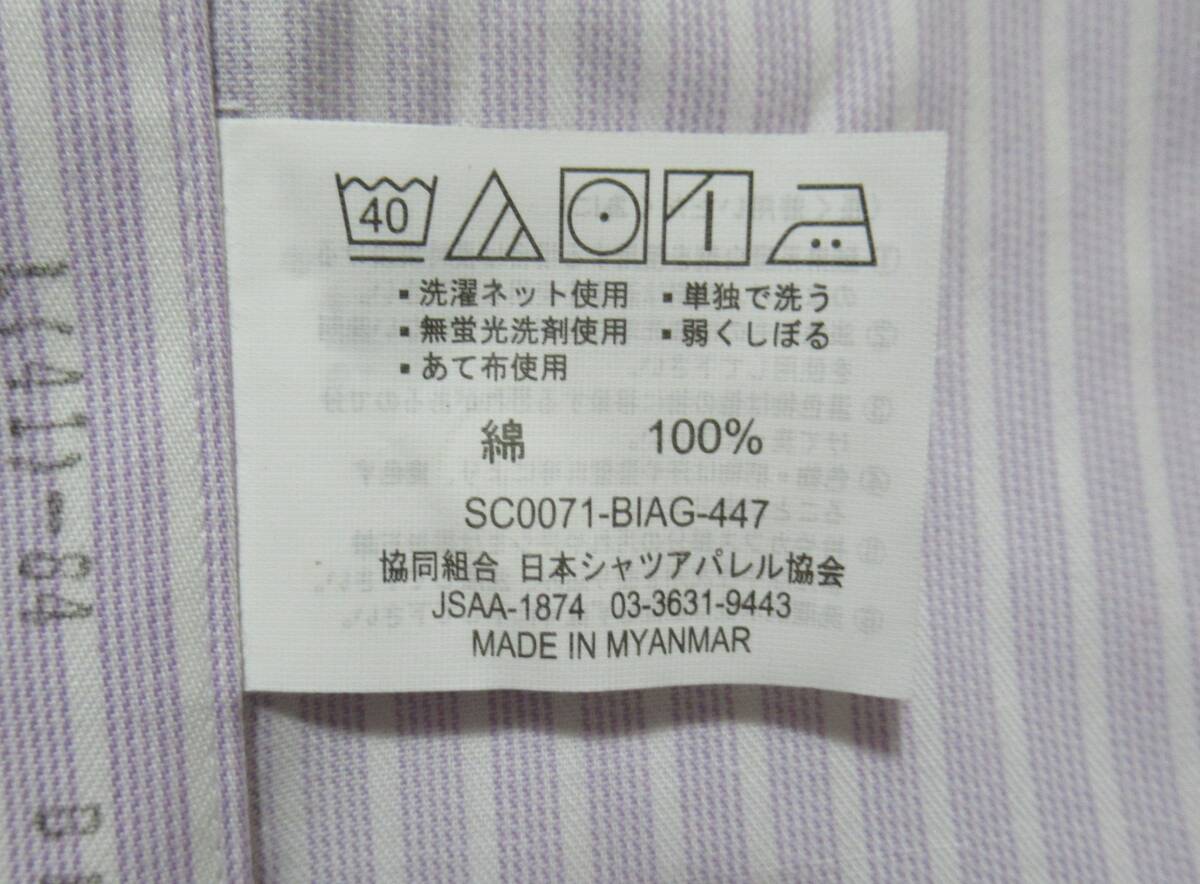 40
▪ 洗濯ネット使用 ▪ 単独で洗う
▪ 無蛍光洗剤使用 ▪ 弱くしぼる
▪ あて布使用
綿 100%
SC0071-BIAG-447
協同組合 日本シャツアパレル協会
JSAA-1874 03-3631-9443
MADE IN MYANMAR